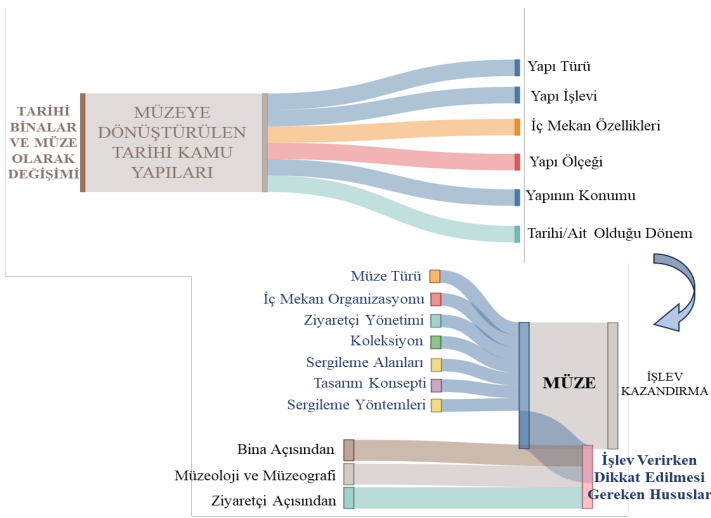 TARİHİ
BİNALAR
VE MÜZE
OLARAK
DEĞİŞİMİ
MÜZEYE
DÖNÜŞTÜRÜLEN
TARİHİ KAMU
YAPILARI
Yapı Türü
Yapı İşlevi
İç Mekan Özellikleri
Yapı Ölçeği
Yapının Konumu
Tarihi/Ait Olduğu Dönem
Müze Türü
İç Mekan Organizasyonu
Ziyaretçi Yönetimi
Koleksiyon
Sergileme Alanları
Tasarım Konsepti
Sergileme Yöntemleri
MÜZE
İŞLEV
KAZANDIRMA
Bina Açısından
Müzeoloji ve Müzeografi
Ziyaretçi Açısından
İşlev Verirken
Dikkat Edilmesi
Gereken Hususlar